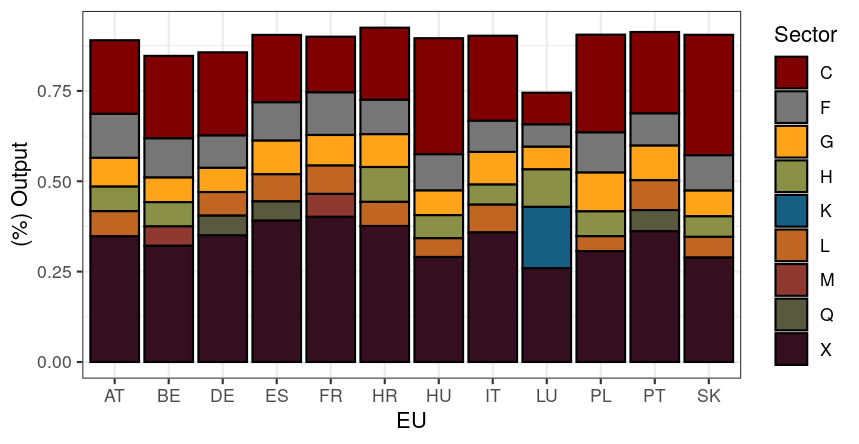 Sector
C
F
G
H
K
L
M
Q
X
(%) Output
0.75
0.50
0.25
0.00
AT BE DE ES FR HR HU IT LU PL PT SK
EU